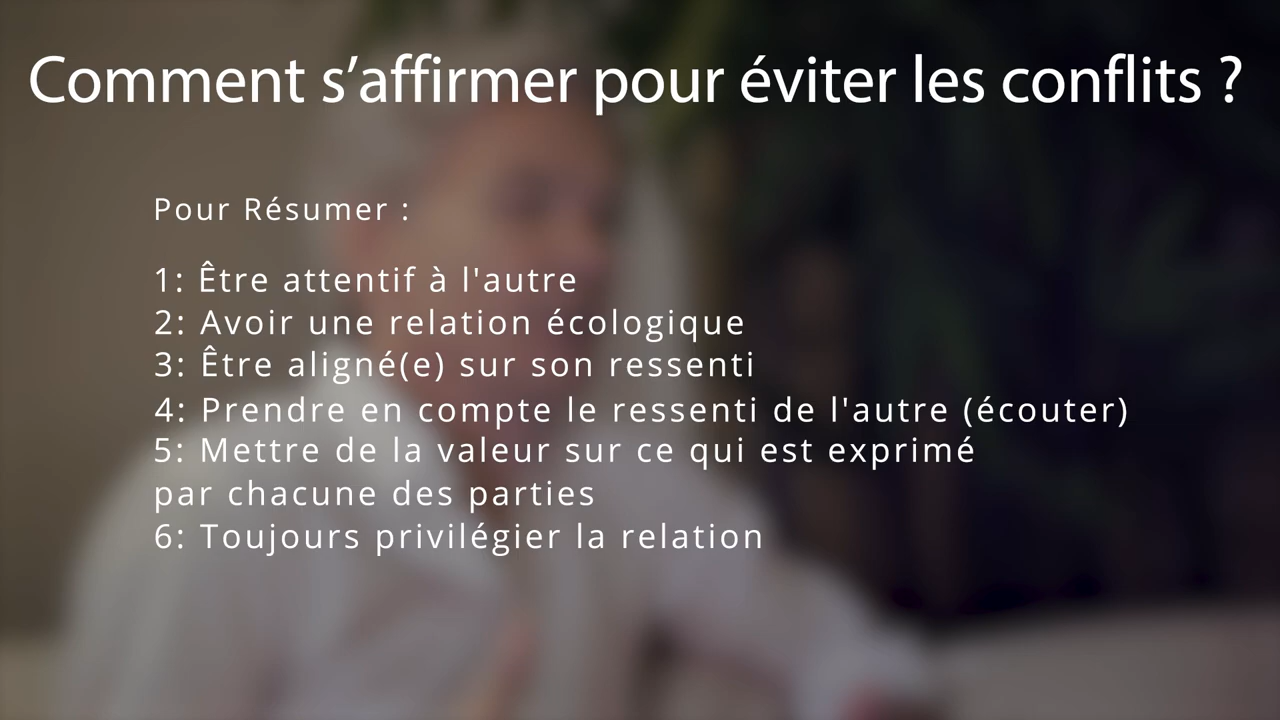 Comment s’affirmer pour éviter les conflits ?
Pour Résumer :
1: Être attentif à l'autre
2: Avoir une relation écologique
3: Être aligné(e) sur son ressenti
4: Prendre en compte le ressenti de l'autre (écouter)
5: Mettre de la valeur sur ce qui est exprimé
par chacune des parties
6: Toujours privilégier la relation